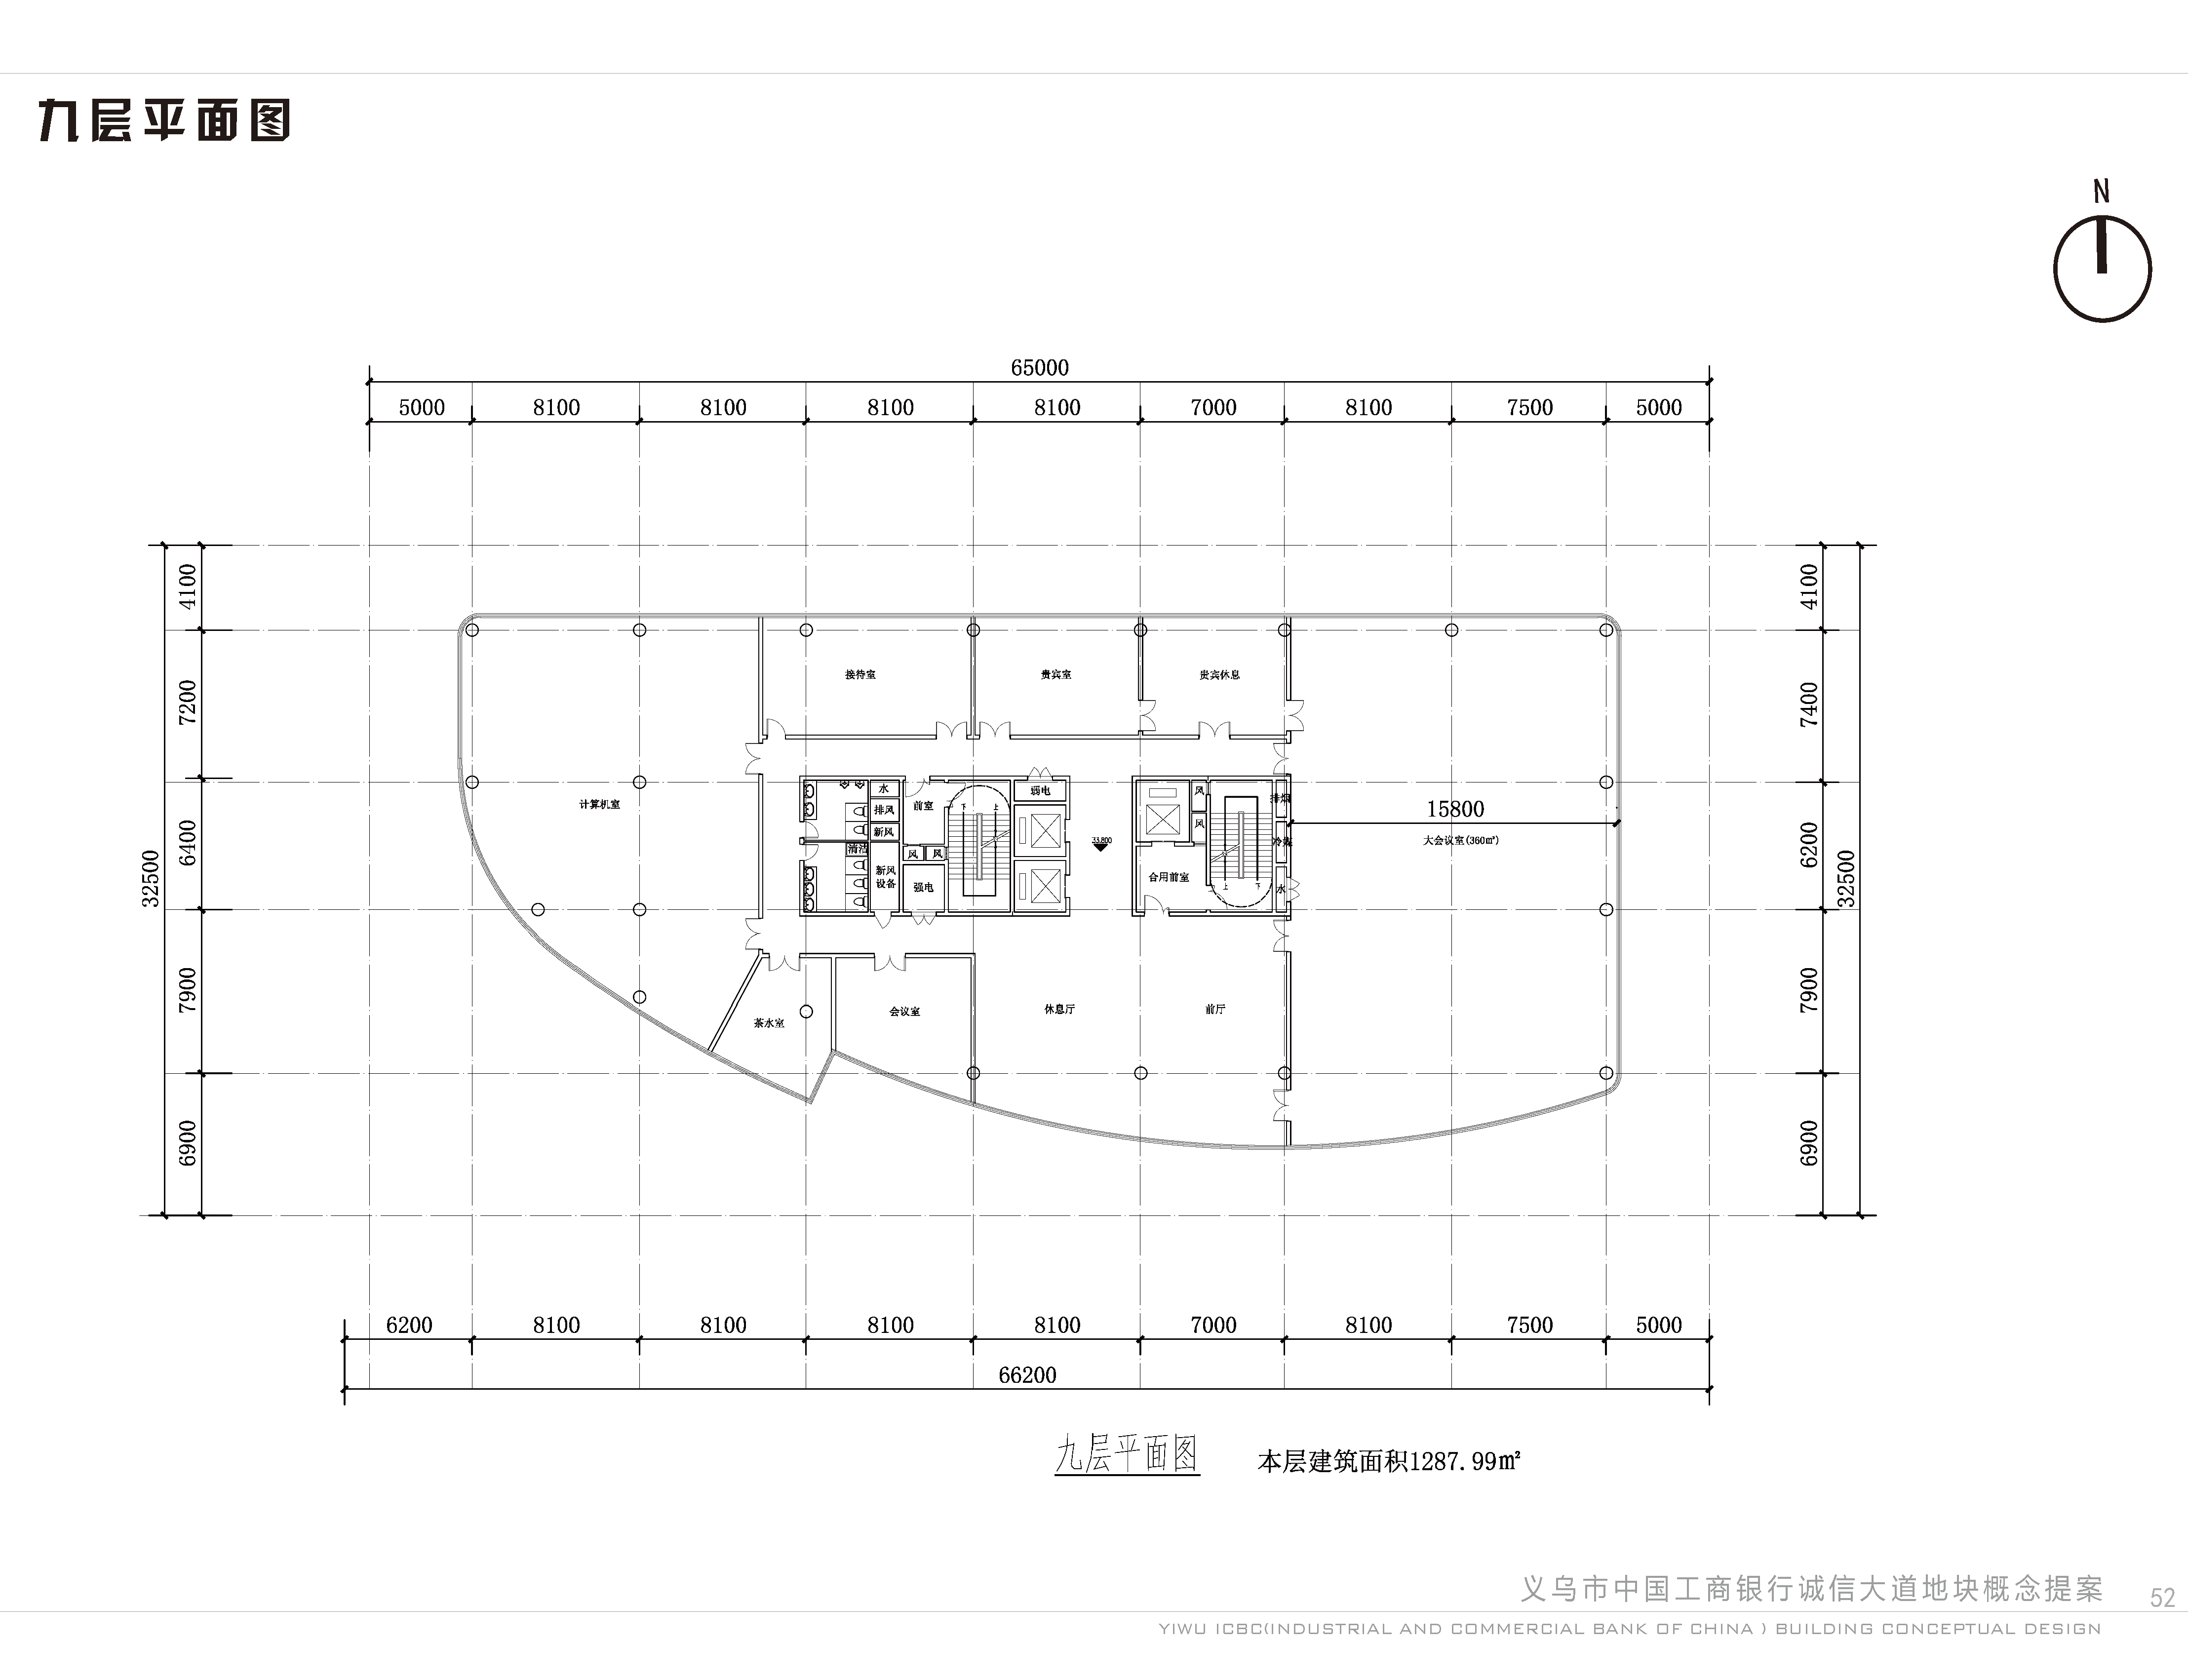 九层平面图
N
65000
5000 8100 8100 8100 8100 7000 8100 7500 5000
32500
4100
7200
6400
7900
6900
4100
7400
6200
7900
6900
32500
接待室
贵宾室
贵宾休息
计算机室
水
排风
新风
清洁
新风
设备
前室
风
风
强电
下
上
弱电
33.800
风
风
合用前室
上
下
排烟
水
15800
大会议室(360㎡)
茶水室
会议室
休息厅
前厅
6200 8100 8100 8100 8100 7000 8100 7500 5000
66200
九层平面图 本层建筑面积1287.99㎡
义乌市中国工商银行诚信大道地块概念提案 52
YIWU ICBC(INDUSTRIAL AND COMMERCIAL BANK OF CHINA ) BUILDING CONCEPTUAL DESIGN